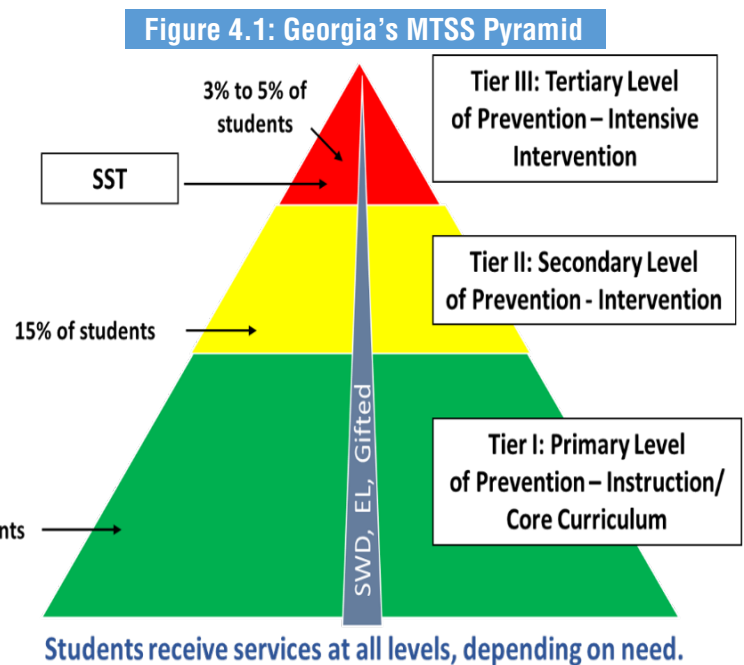 Figure 4.1: Georgia's MTSS Pyramid
3% to 5% of
students
Tier III: Tertiary Level
of Prevention – Intensive
Intervention
SST
Tier II: Secondary Level
of Prevention - Intervention
15% of students
SWD, EL, Gifted
Tier I: Primary Level
of Prevention – Instruction/
Core Curriculum
nts
Students receive services at all levels, depending on need.